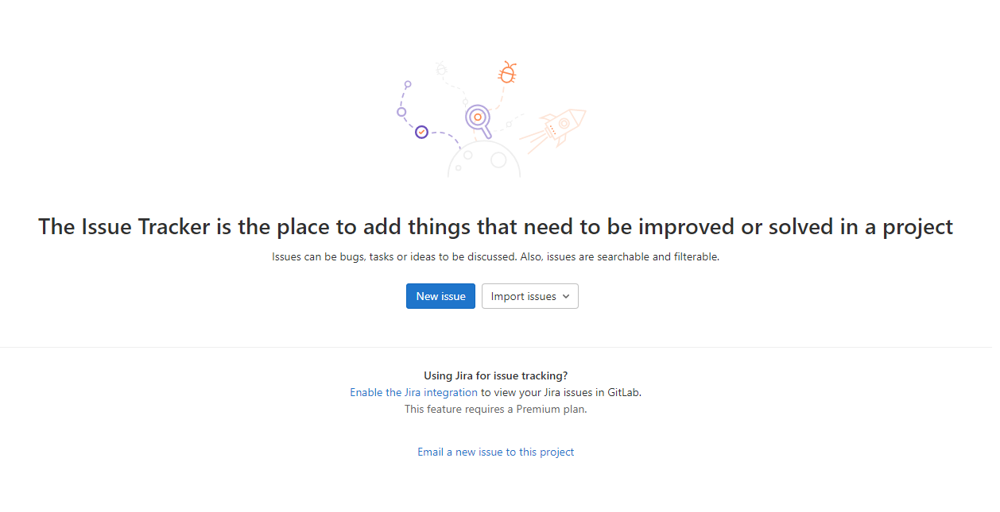 The Issue Tracker is the place to add things that need to be improved or solved in a project
Issues can be bugs, tasks or ideas to be discussed. Also, issues are searchable and filterable.
New issue Import issues
Using Jira for issue tracking?
Enable the Jira integration to view your Jira issues in GitLab.
This feature requires a Premium plan.
Email a new issue to this project